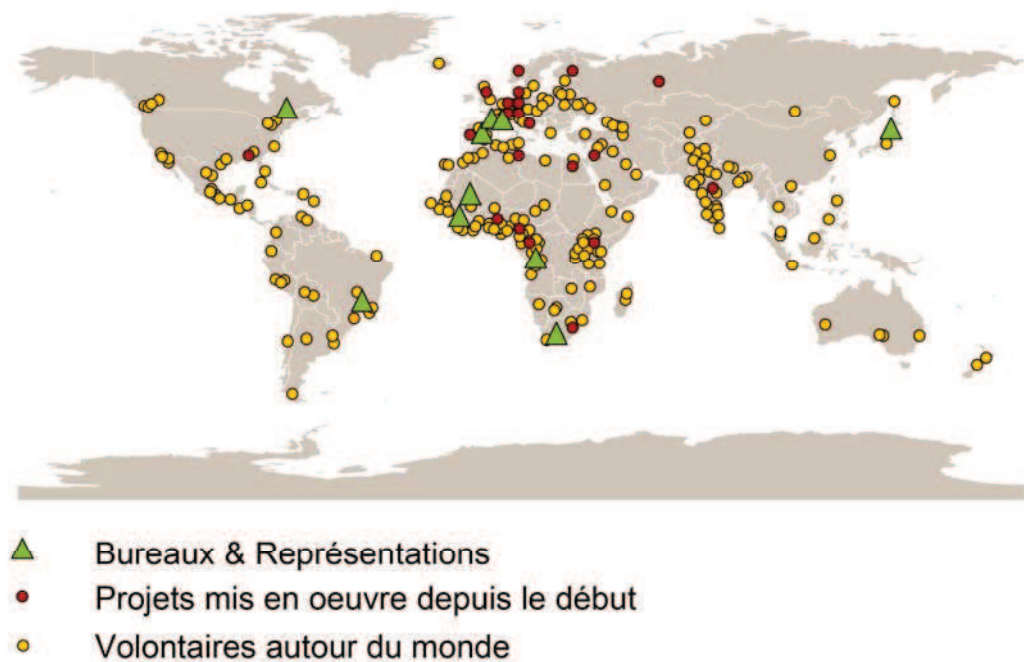 Bureaux & Représentations
Projets mis en oeuvre depuis le début
Volontaires autour du monde